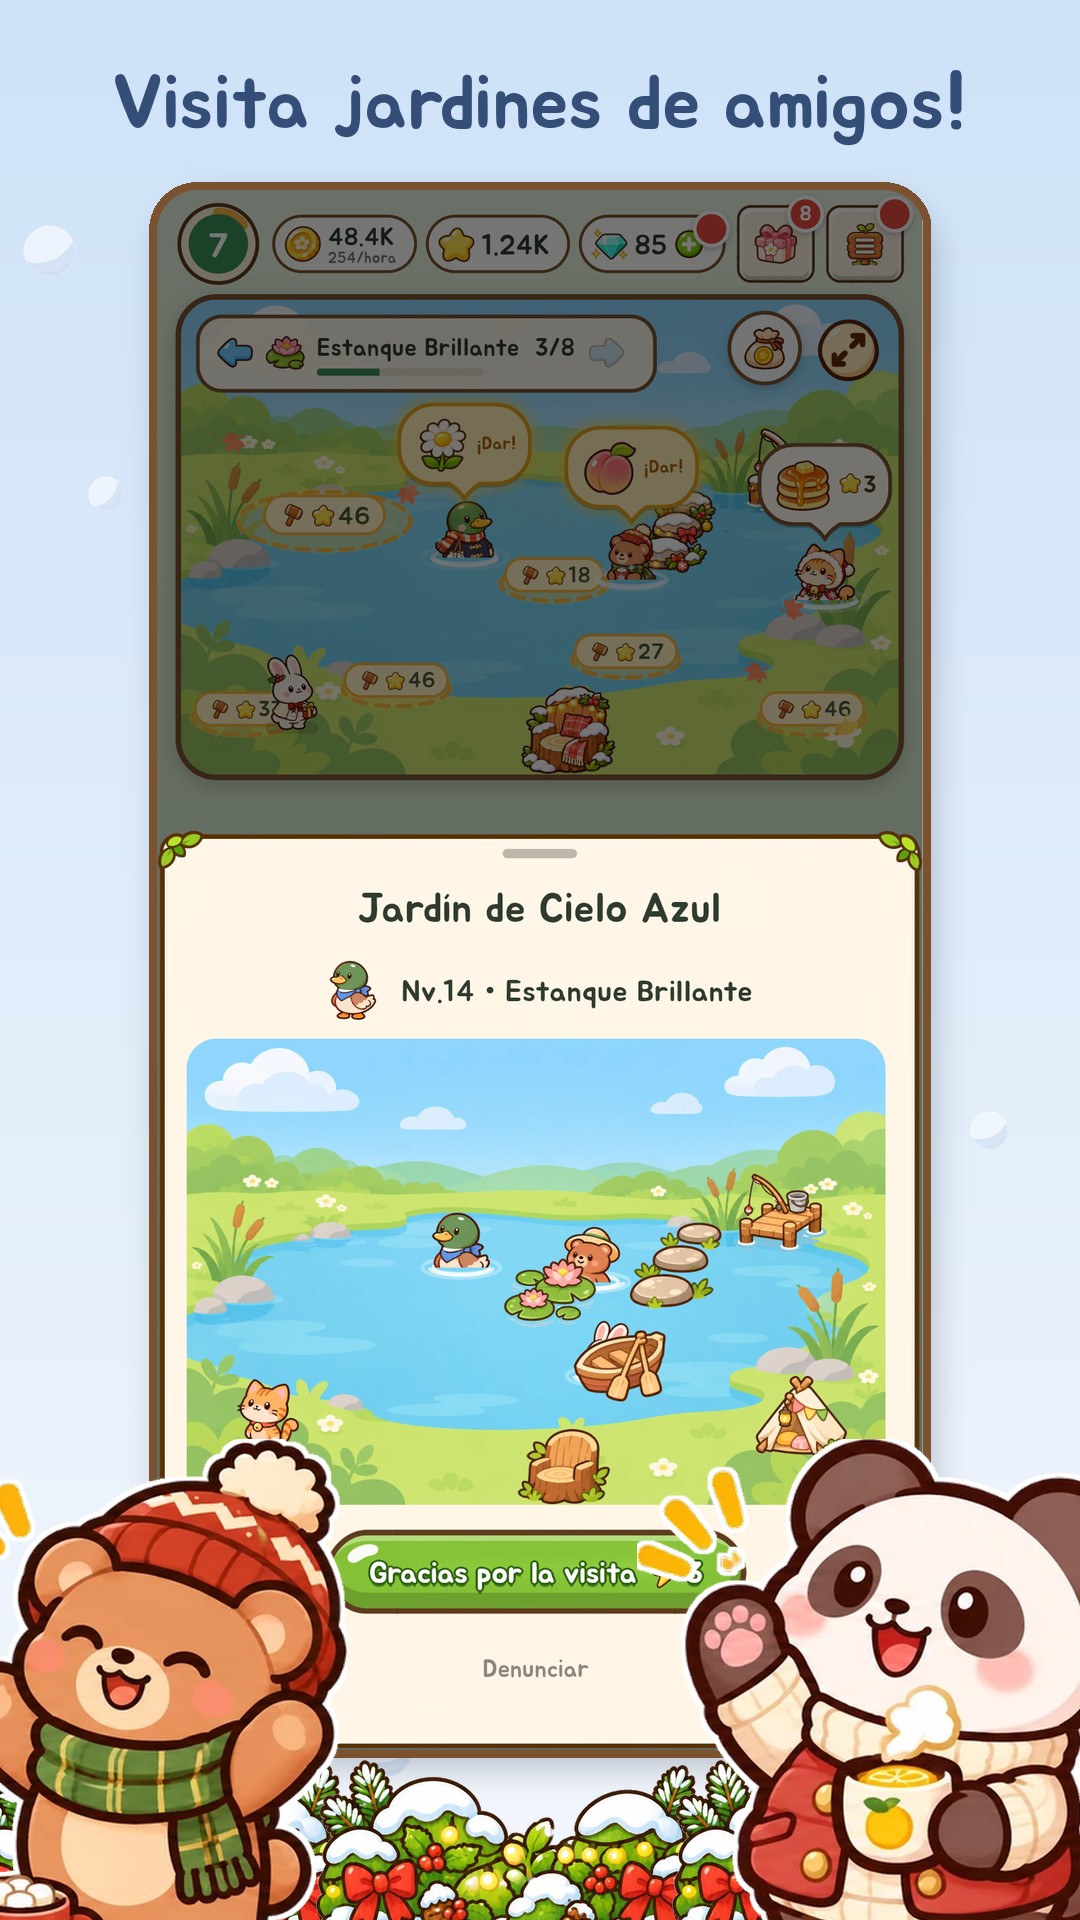 Visita jardines de amigos!
7
48.4K
254/hora
1.24K
85
8
Estanque Brillante 3/8
¡Dar!
¡Dar!
3
46
18
27
46
3
46
Jardín de Cielo Azul
Nv.14 • Estanque Brillante
Gracias por la visita
Denunciar